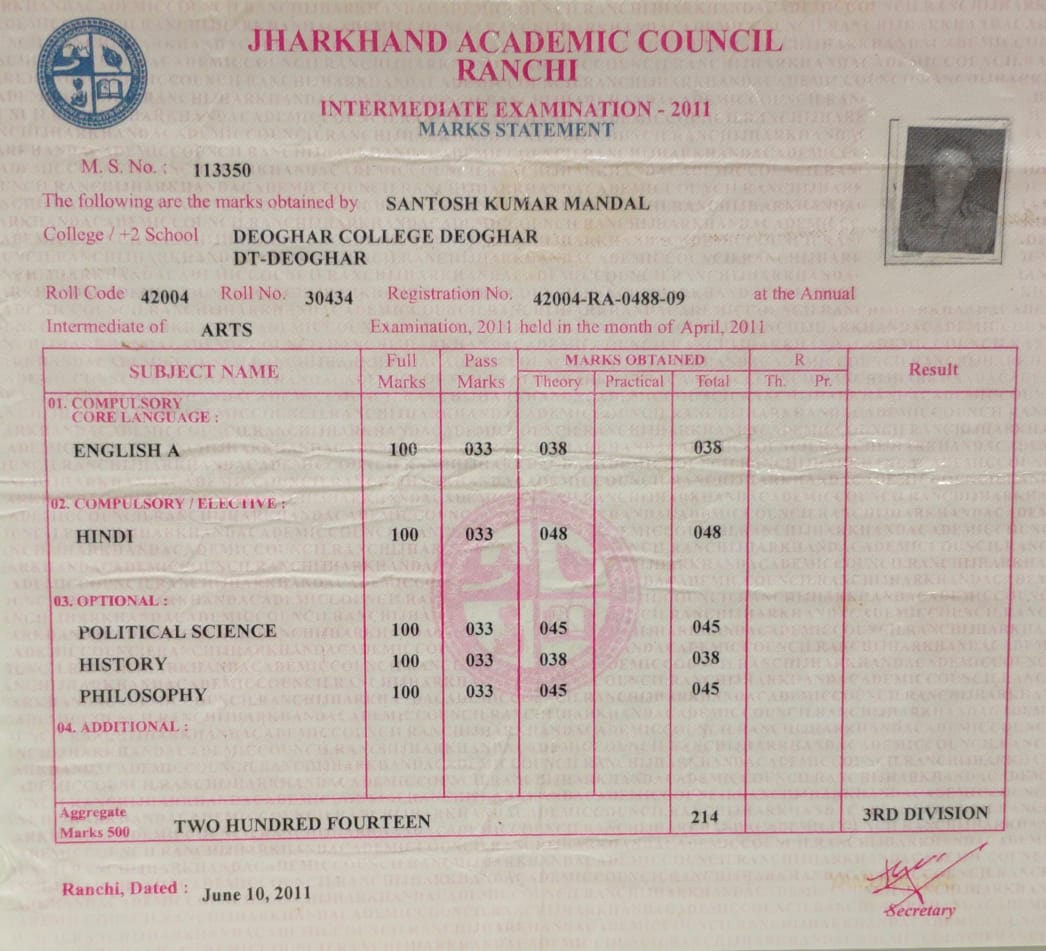 JHARKHAND ACADEMIC COUNCIL
RANCHI
INTERMEDIATE EXAMINATION - 2011
MARKS STATEMENT
M. S. No. : 113350
The following are the marks obtained by SANTOSH KUMAR MANDAL
College / +2 School DEOGHAR COLLEGE DEOGHAR
DT-DEOGHAR
Roll Code 42004 Roll No. 30434 Registration No. 42004-RA-0488-09 at the Annual
Intermediate of ARTS Examination, 2011 held in the month of April, 2011
SUBJECT NAME Full Marks Pass Marks MARKS OBTAINED R Result
Theory Practical Total Th. Pr.
01. COMPULSORY
CORE LANGUAGE :
ENGLISH A 100 033 038 038
02. COMPULSORY / ELECTIVE :
HINDI 100 033 048 048
03. OPTIONAL :
POLITICAL SCIENCE 100 033 045 045
HISTORY 100 033 038 038
PHILOSOPHY 100 033 045 045
04. ADDITIONAL :
Aggregate
Marks 500 TWO HUNDRED FOURTEEN 214 3RD DIVISION
Ranchi, Dated : June 10, 2011
Secretary